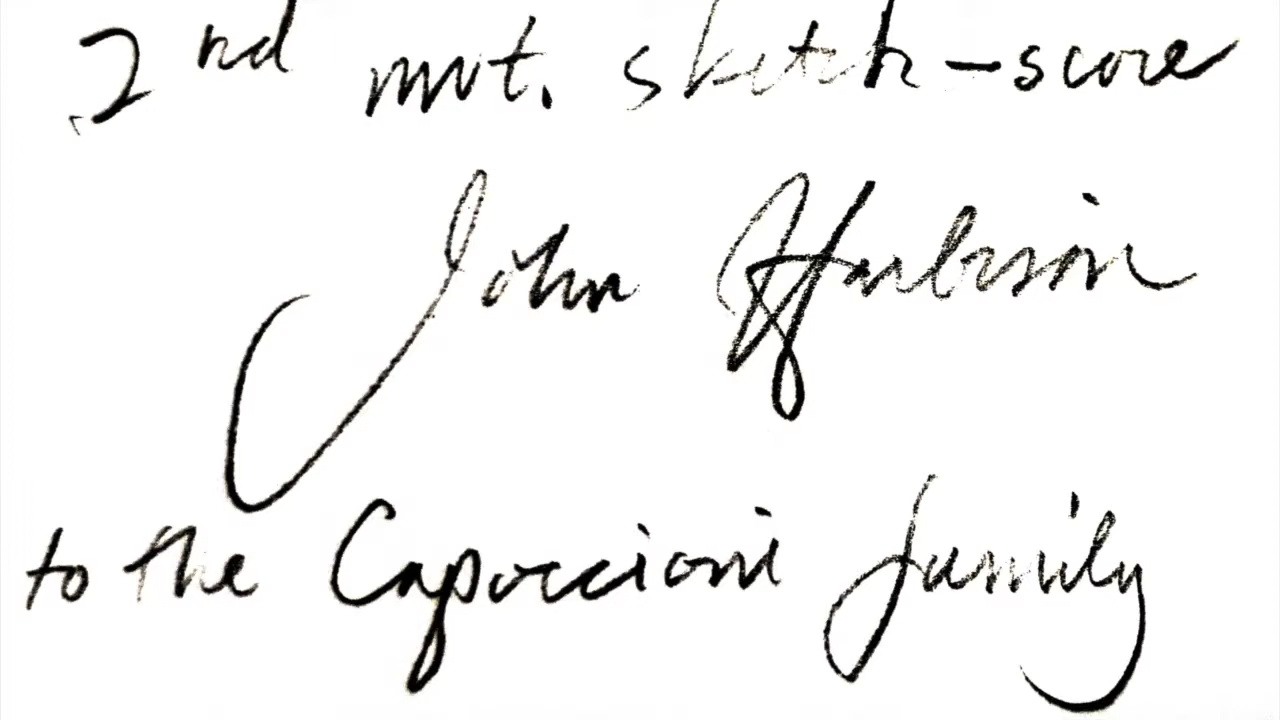 2nd mvt. sketch-score
John Harbison
to the Capoccioni family